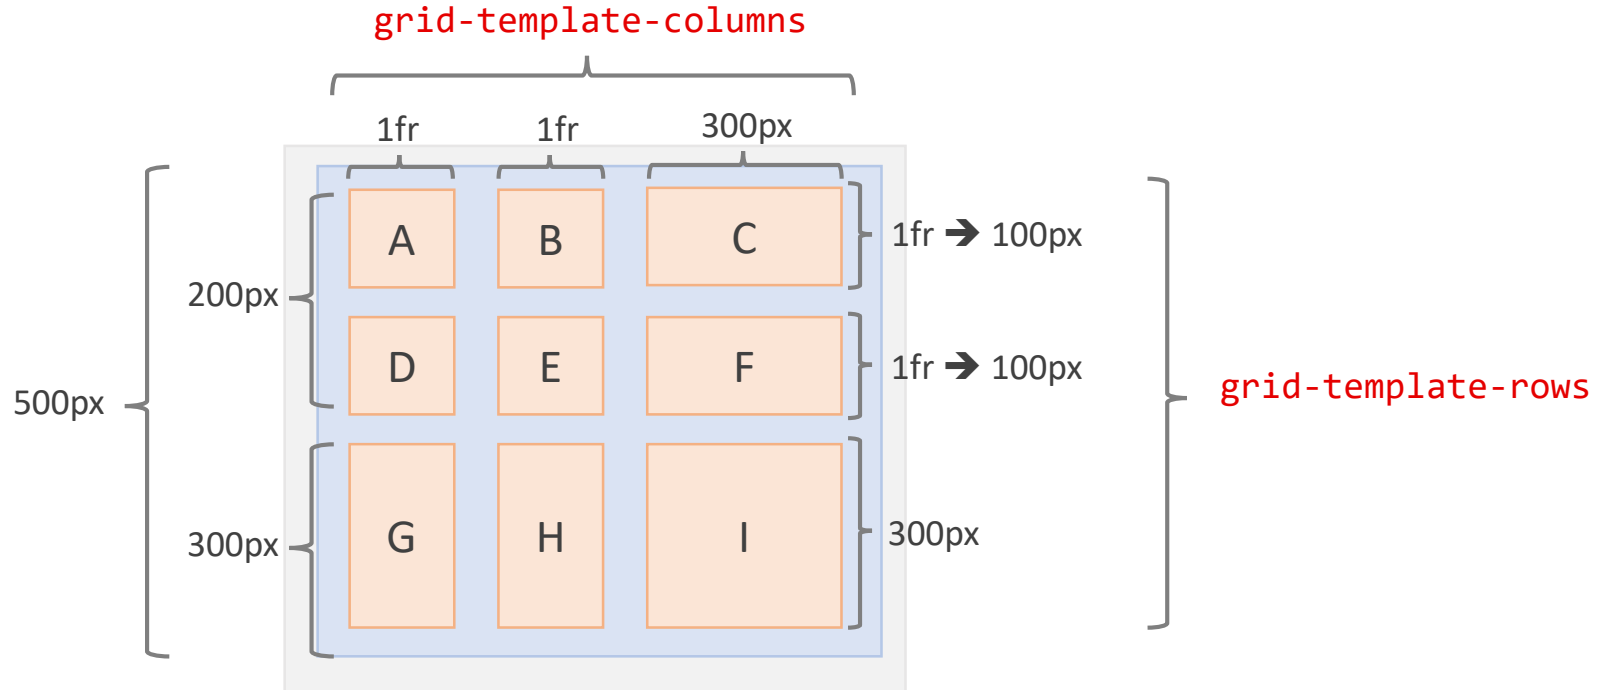 grid-template-columns
1fr 1fr 300px
A B C
1fr ➔ 100px
200px
D E F
1fr ➔ 100px
500px
grid-template-rows
G H I
300px
300px